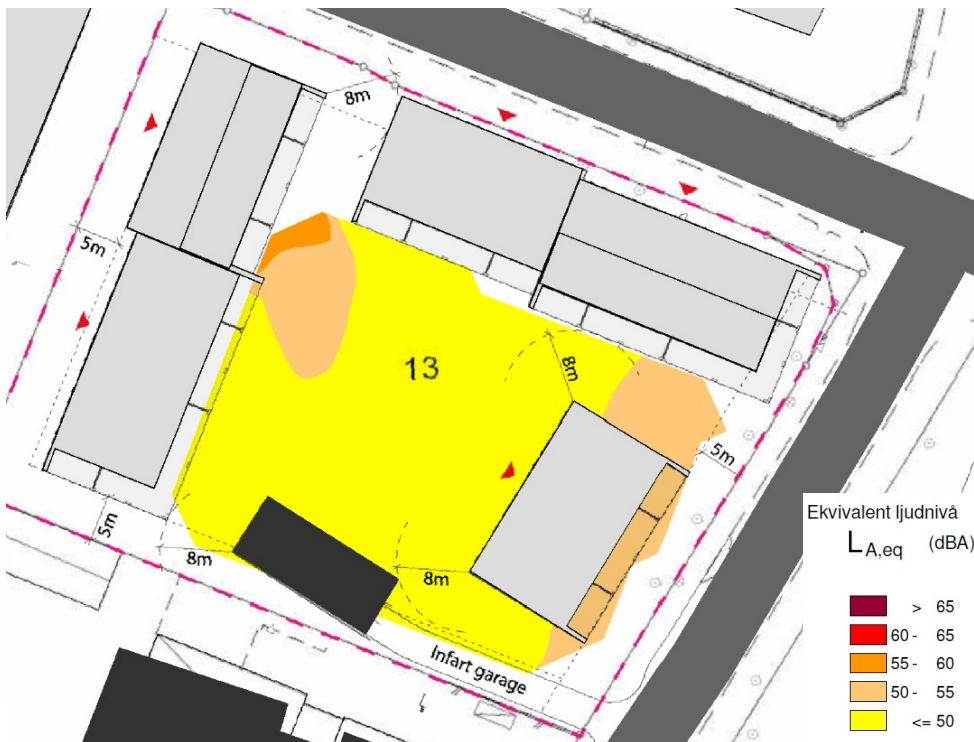 8m
5m
13
8m
5m
5m
8m
8m
Infart garage
Ekvivalent ljudnivå
LA,eq (dBA)
> 65
60 - 65
55 - 60
50 - 55
<= 50